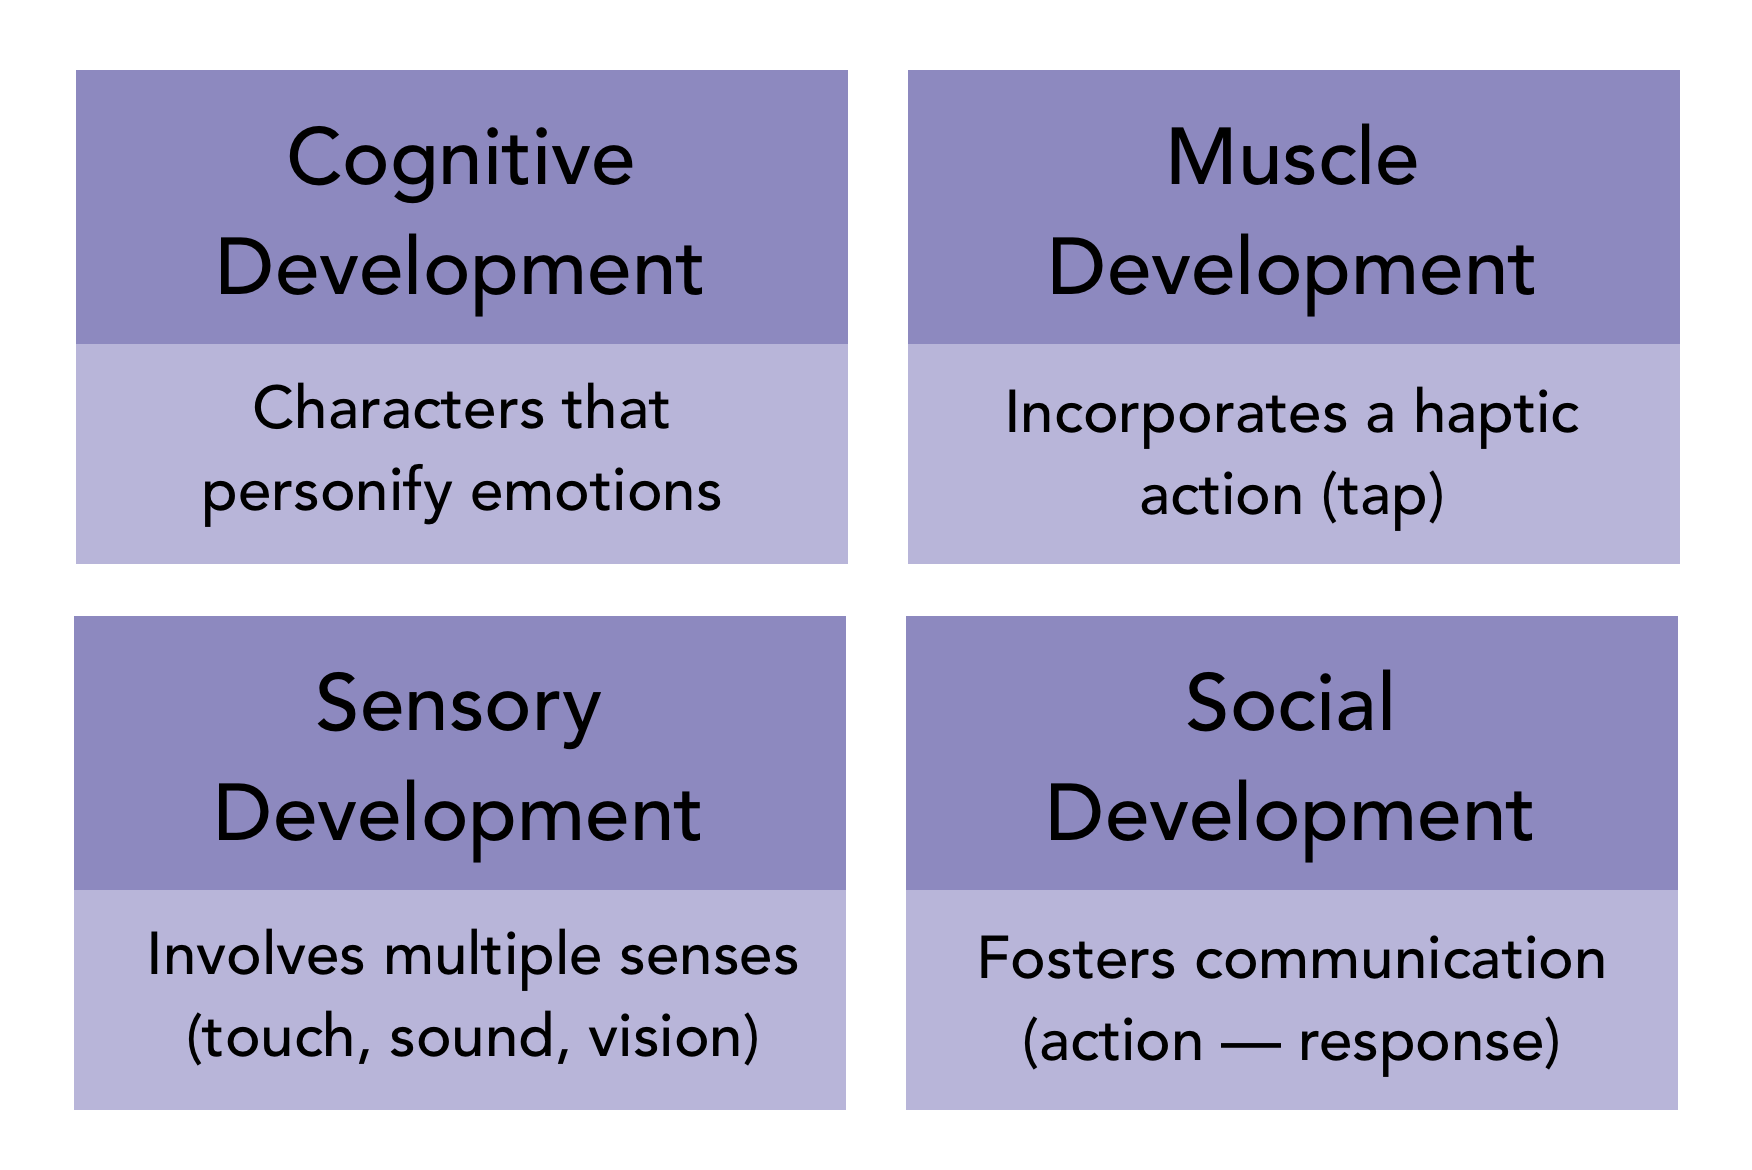 Cognitive
Development
Characters that
personify emotions
Muscle
Development
Incorporates a haptic
action (tap)
Sensory
Development
Involves multiple senses
(touch, sound, vision)
Social
Development
Fosters communication
(action — response)